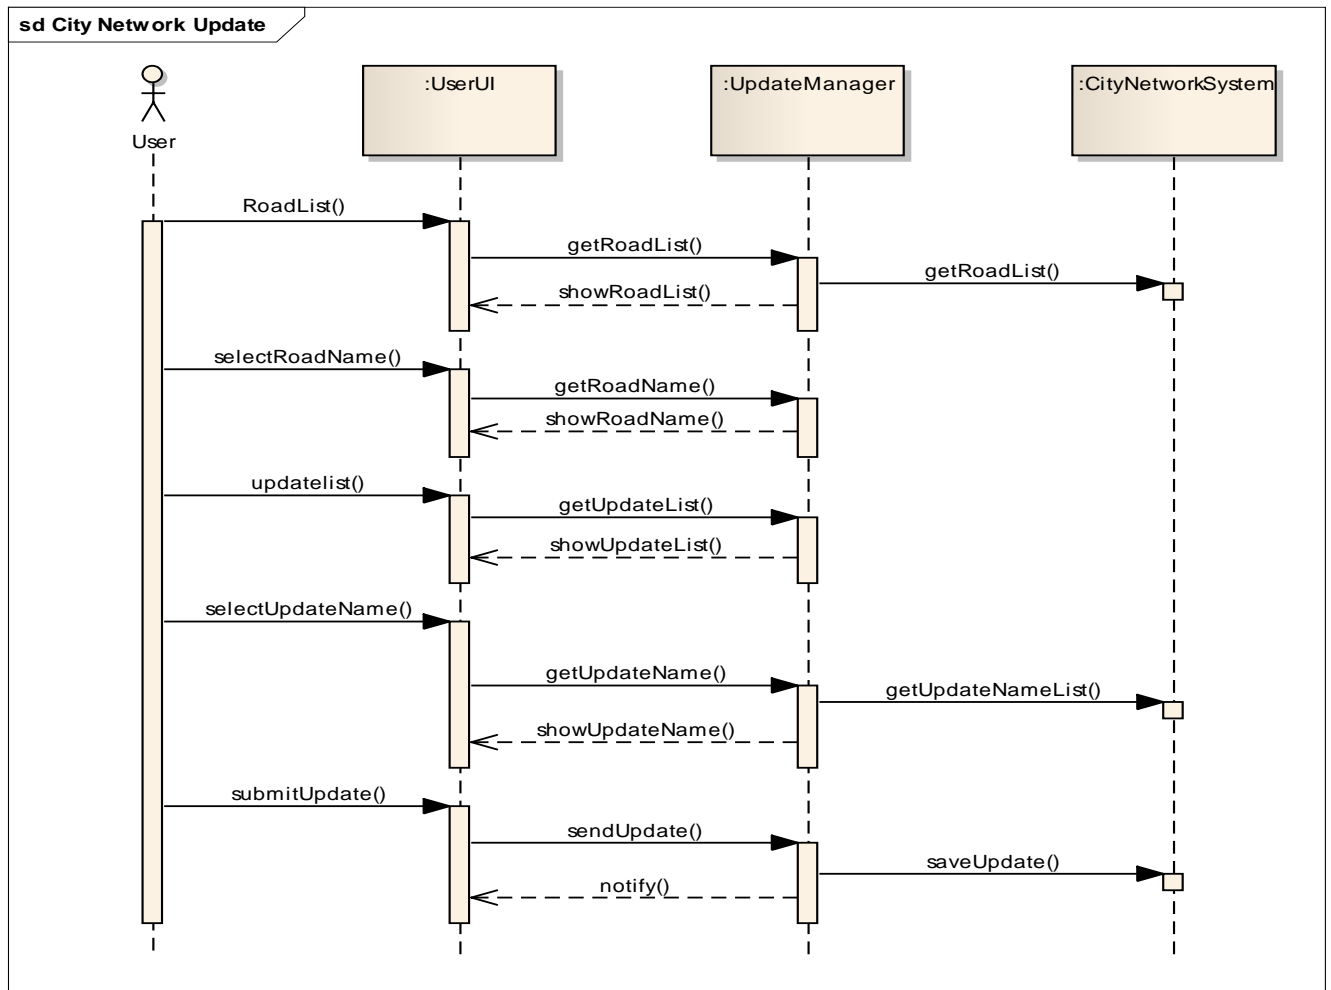 sd City Network Update
User
:UserUI
:UpdateManager
:CityNetworkSystem
RoadList()
getRoadList()
getRoadList()
showRoadList()
selectRoadName()
getRoadName()
showRoadName()
updatelist()
getUpdateList()
showUpdateList()
selectUpdateName()
getUpdateName()
getUpdateNameList()
showUpdateName()
submitUpdate()
sendUpdate()
saveUpdate()
notify()